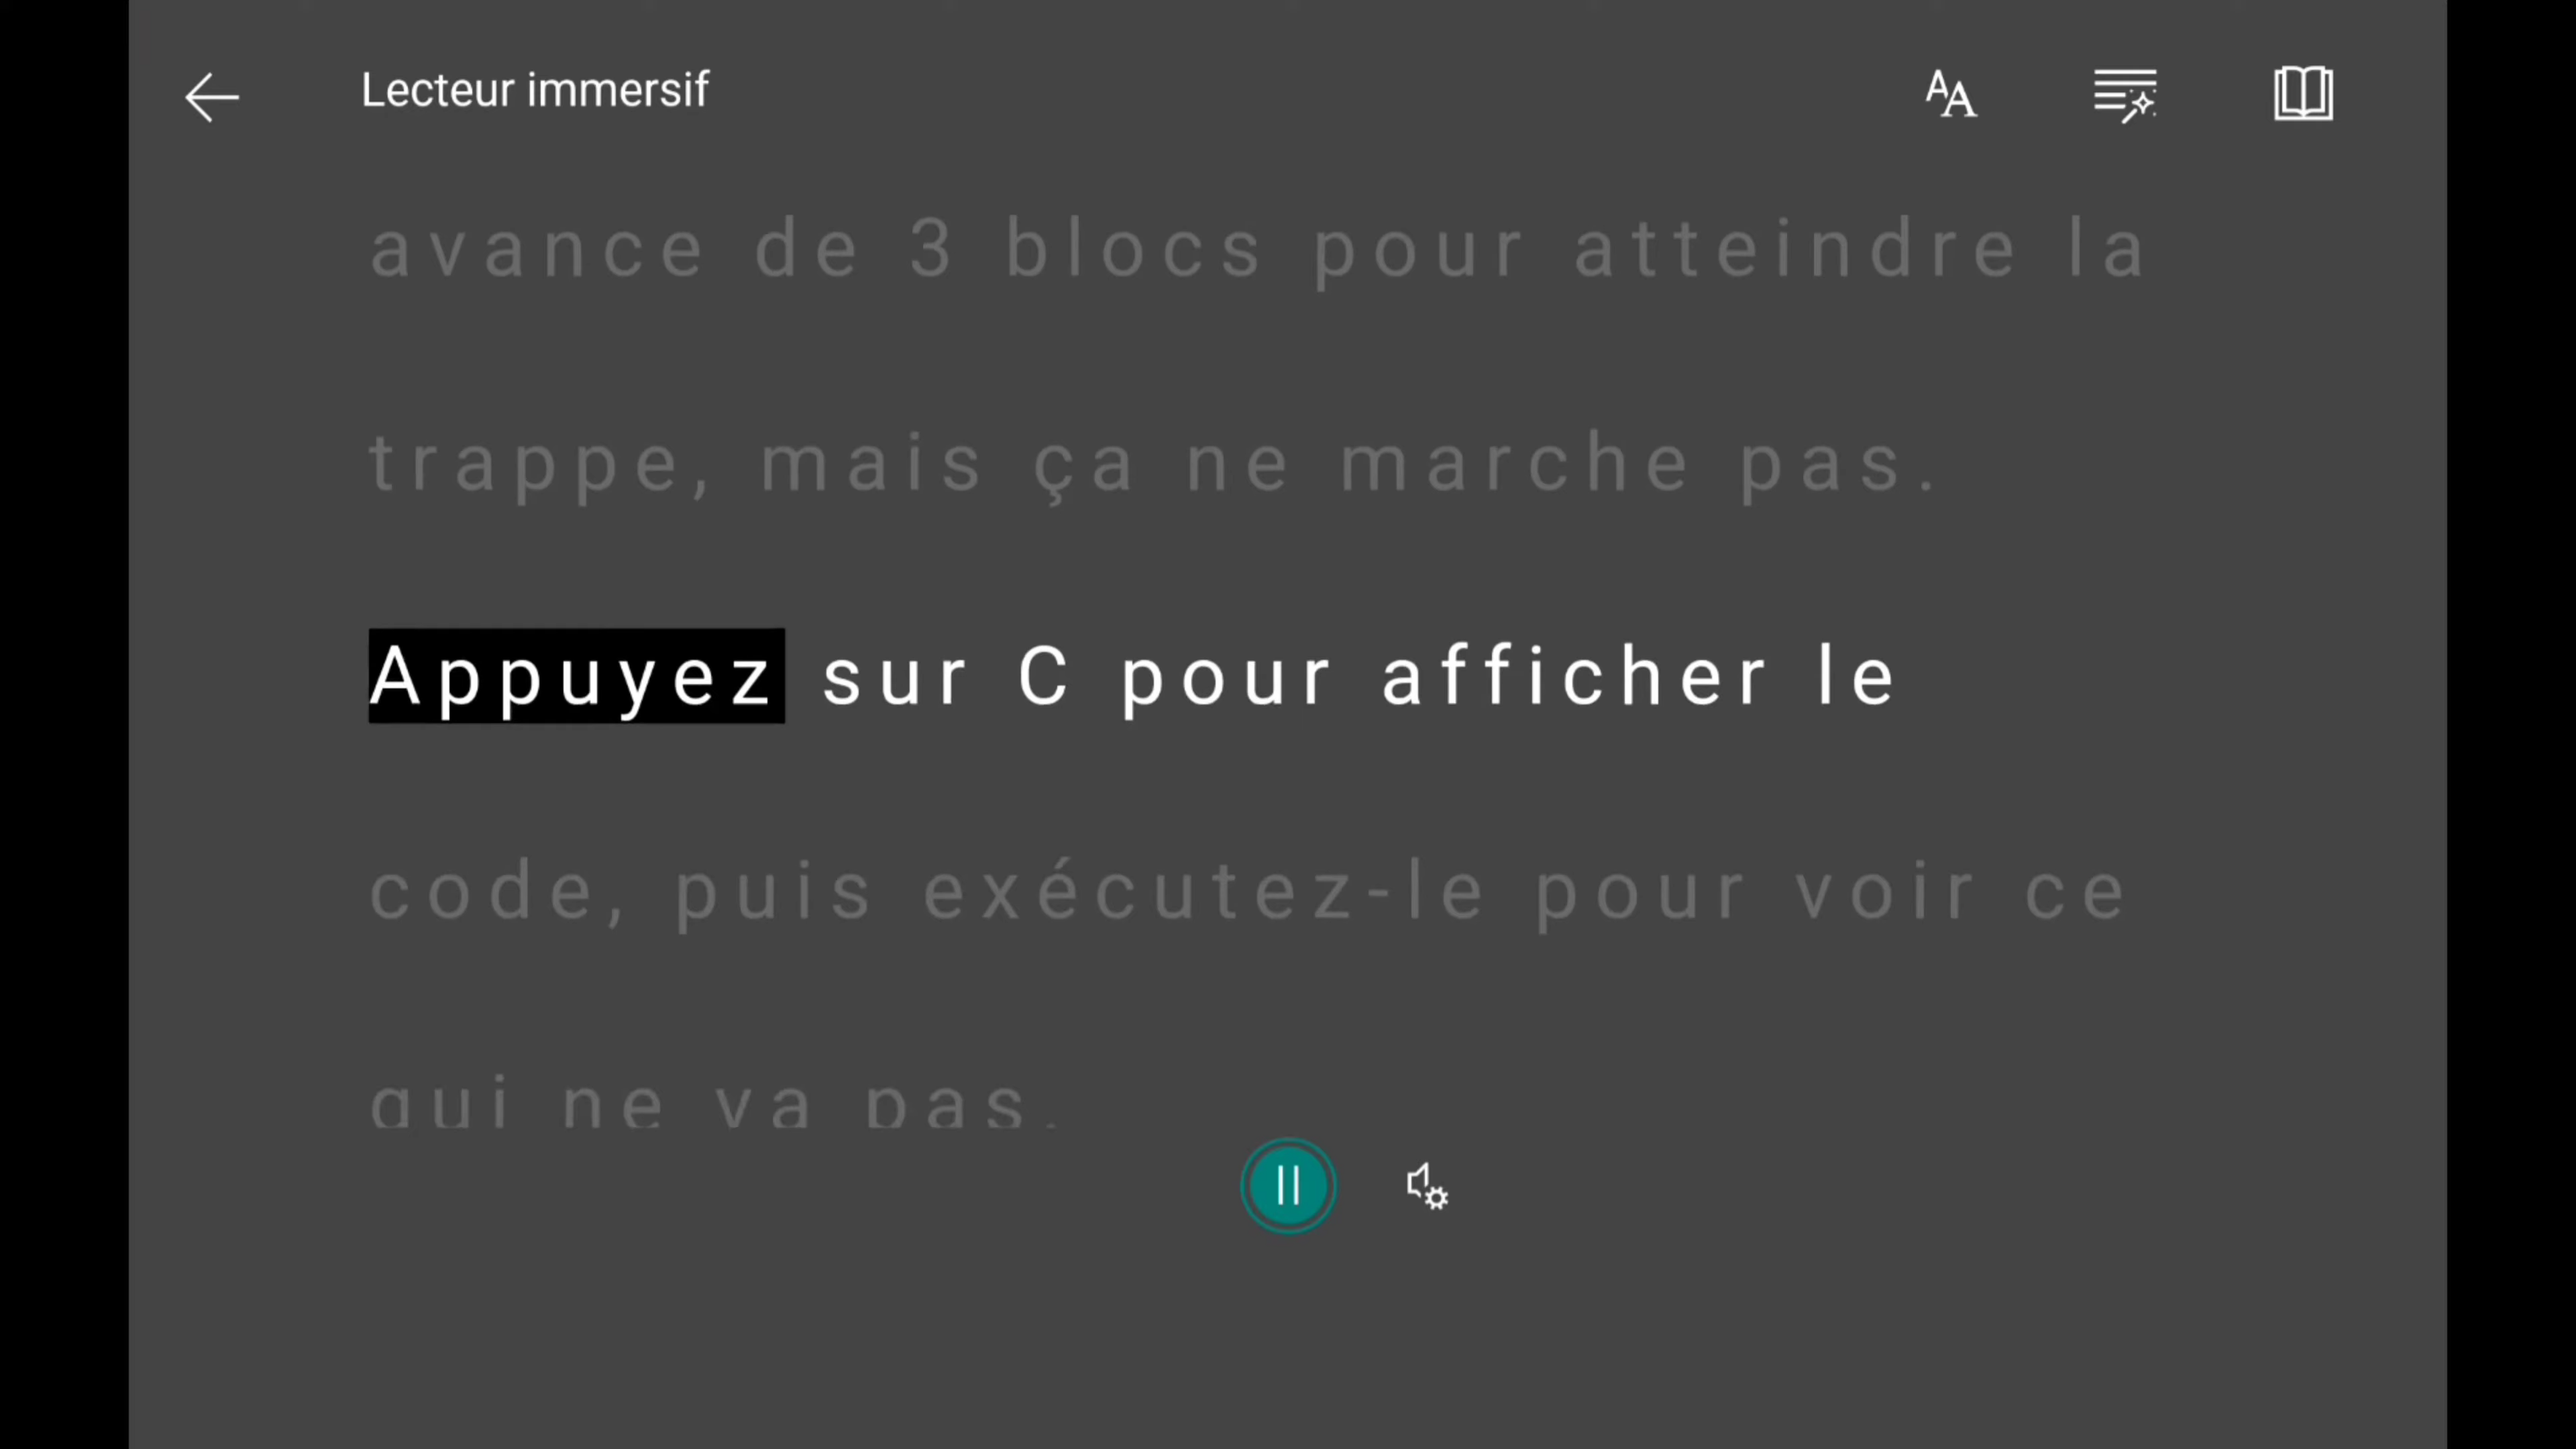 Lecteur immersif
avance de 3 blocs pour atteindre la
trappe, mais ça ne marche pas.
Appuyez sur C pour afficher le
code, puis exécutez-le pour voir ce
qui ne va pas.